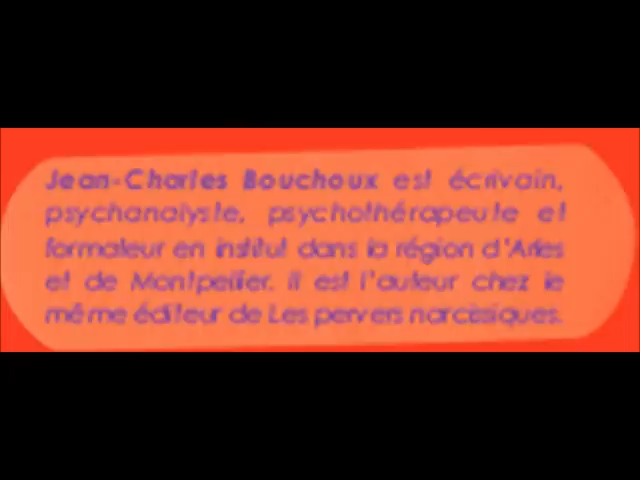 Jean-Charles Bouchoux est écrivain,
psychanalyste, psychothérapeute et
formateur en institut dans la région d'Arles
et de Montpellier. Il est l'auteur chez le
même éditeur de Les pervers narcissiques.